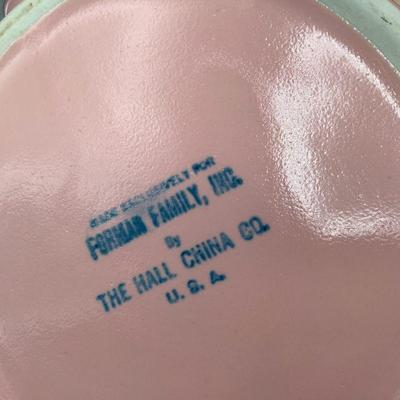 MADE EXCLUSIVELY FOR
FORMAN FAMILY, INC.
By
THE HALL CHINA CO.
U. S. A.